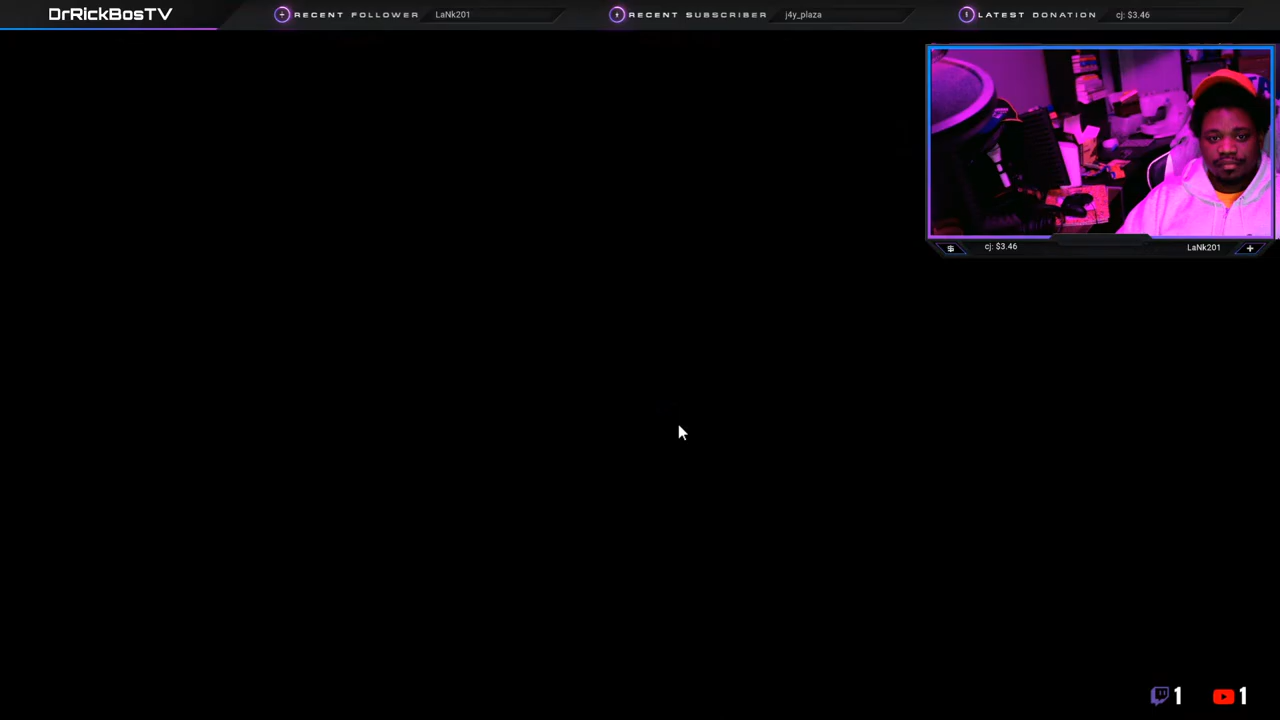 DrRickBosTV
RECENT FOLLOWER LaNk201
RECENT SUBSCRIBER j4y_plaza
LATEST DONATION cj: $3.46
cj: $3.46
LaNk201
1
1